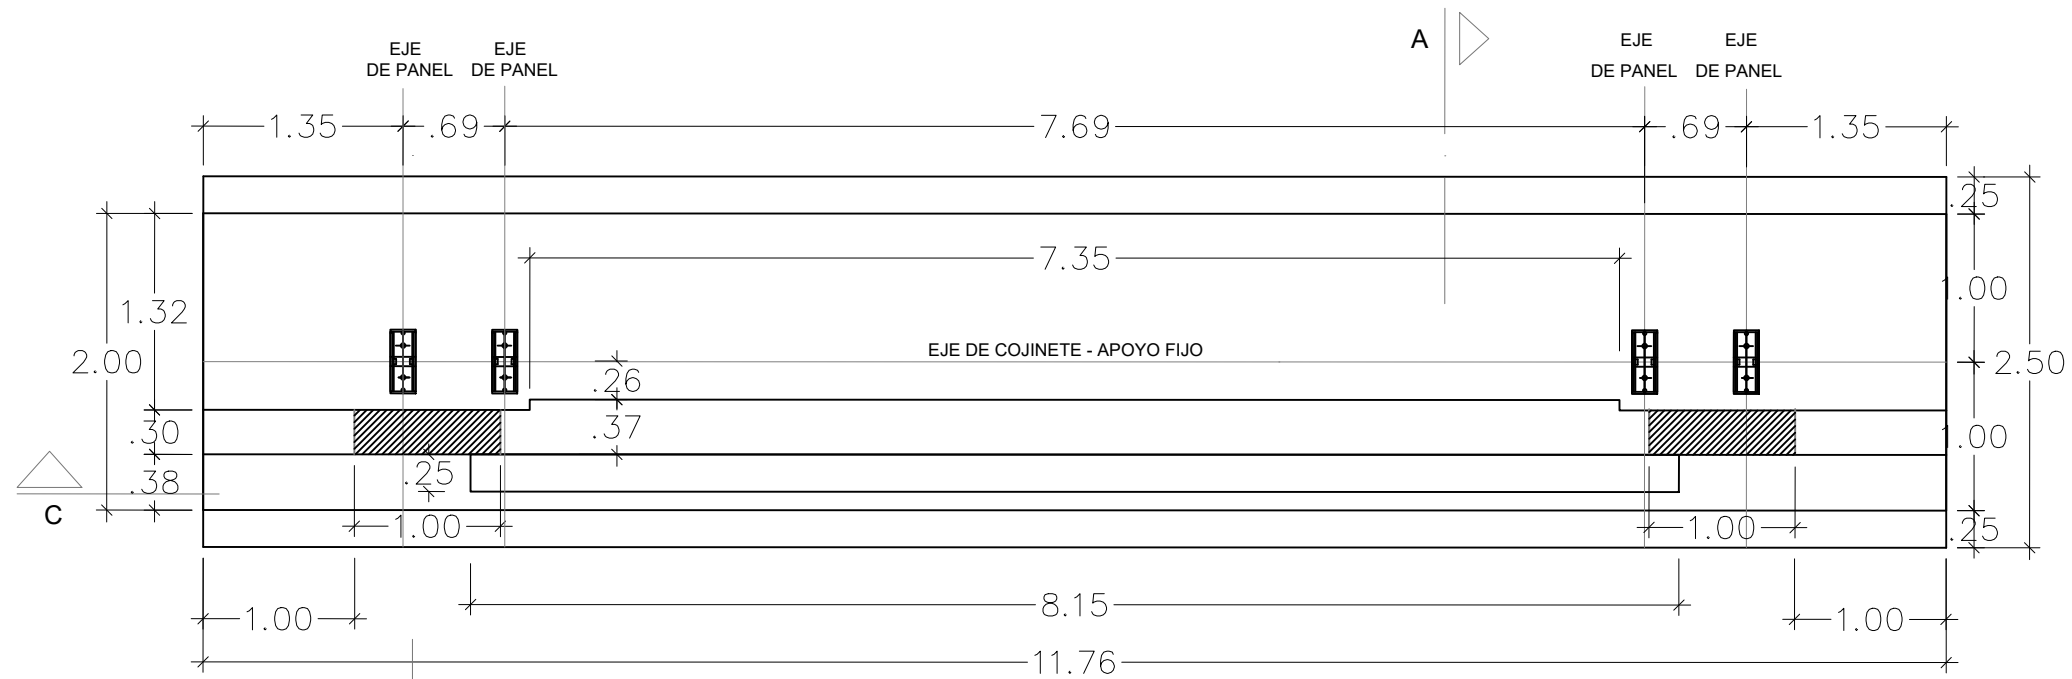 A
EJE
DE PANEL
EJE
DE PANEL
EJE
DE PANEL
EJE
DE PANEL
1.35
.69
7.69
.69
1.35
.25
7.35
1.00
1.32
2.00
EJE DE COJINETE - APOYO FIJO
2.50
.26
.37
.30
1.00
.25
.38
C
1.00
1.00
.25
1.00
8.15
1.00
11.76